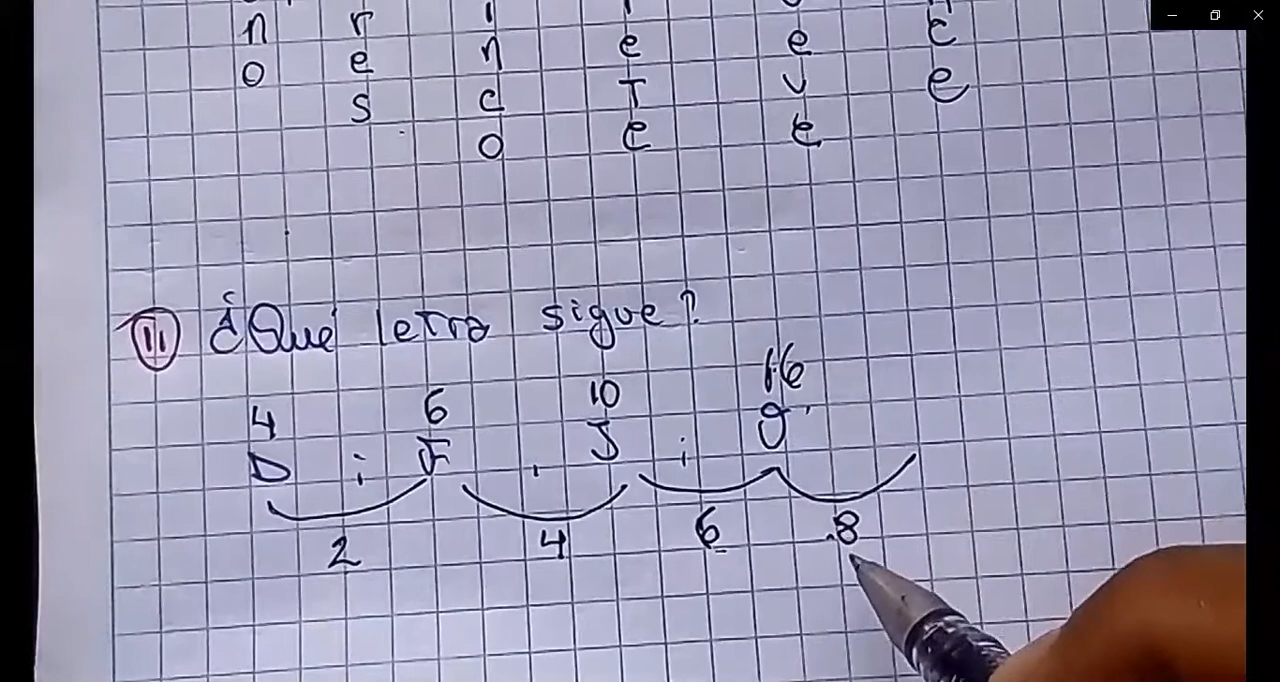 n r i i u n
o e n e e c
s c T v e
o e e
11 ¿Qué letra sigue?
4 6 10 16
D ; F , J ; O
2 4 6 8